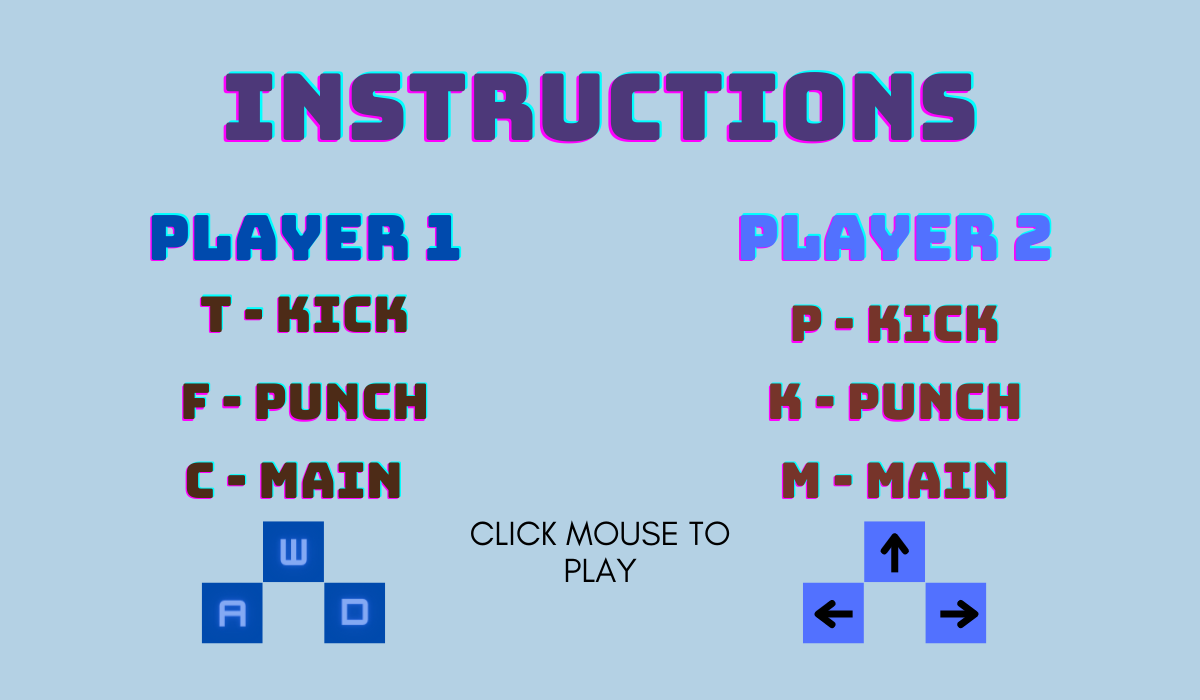 INSTRUCTIONS
PLAYER 1
T - KICK
F - PUNCH
C - MAIN
W
A D
PLAYER 2
P - KICK
K - PUNCH
M - MAIN
CLICK MOUSE TO
PLAY